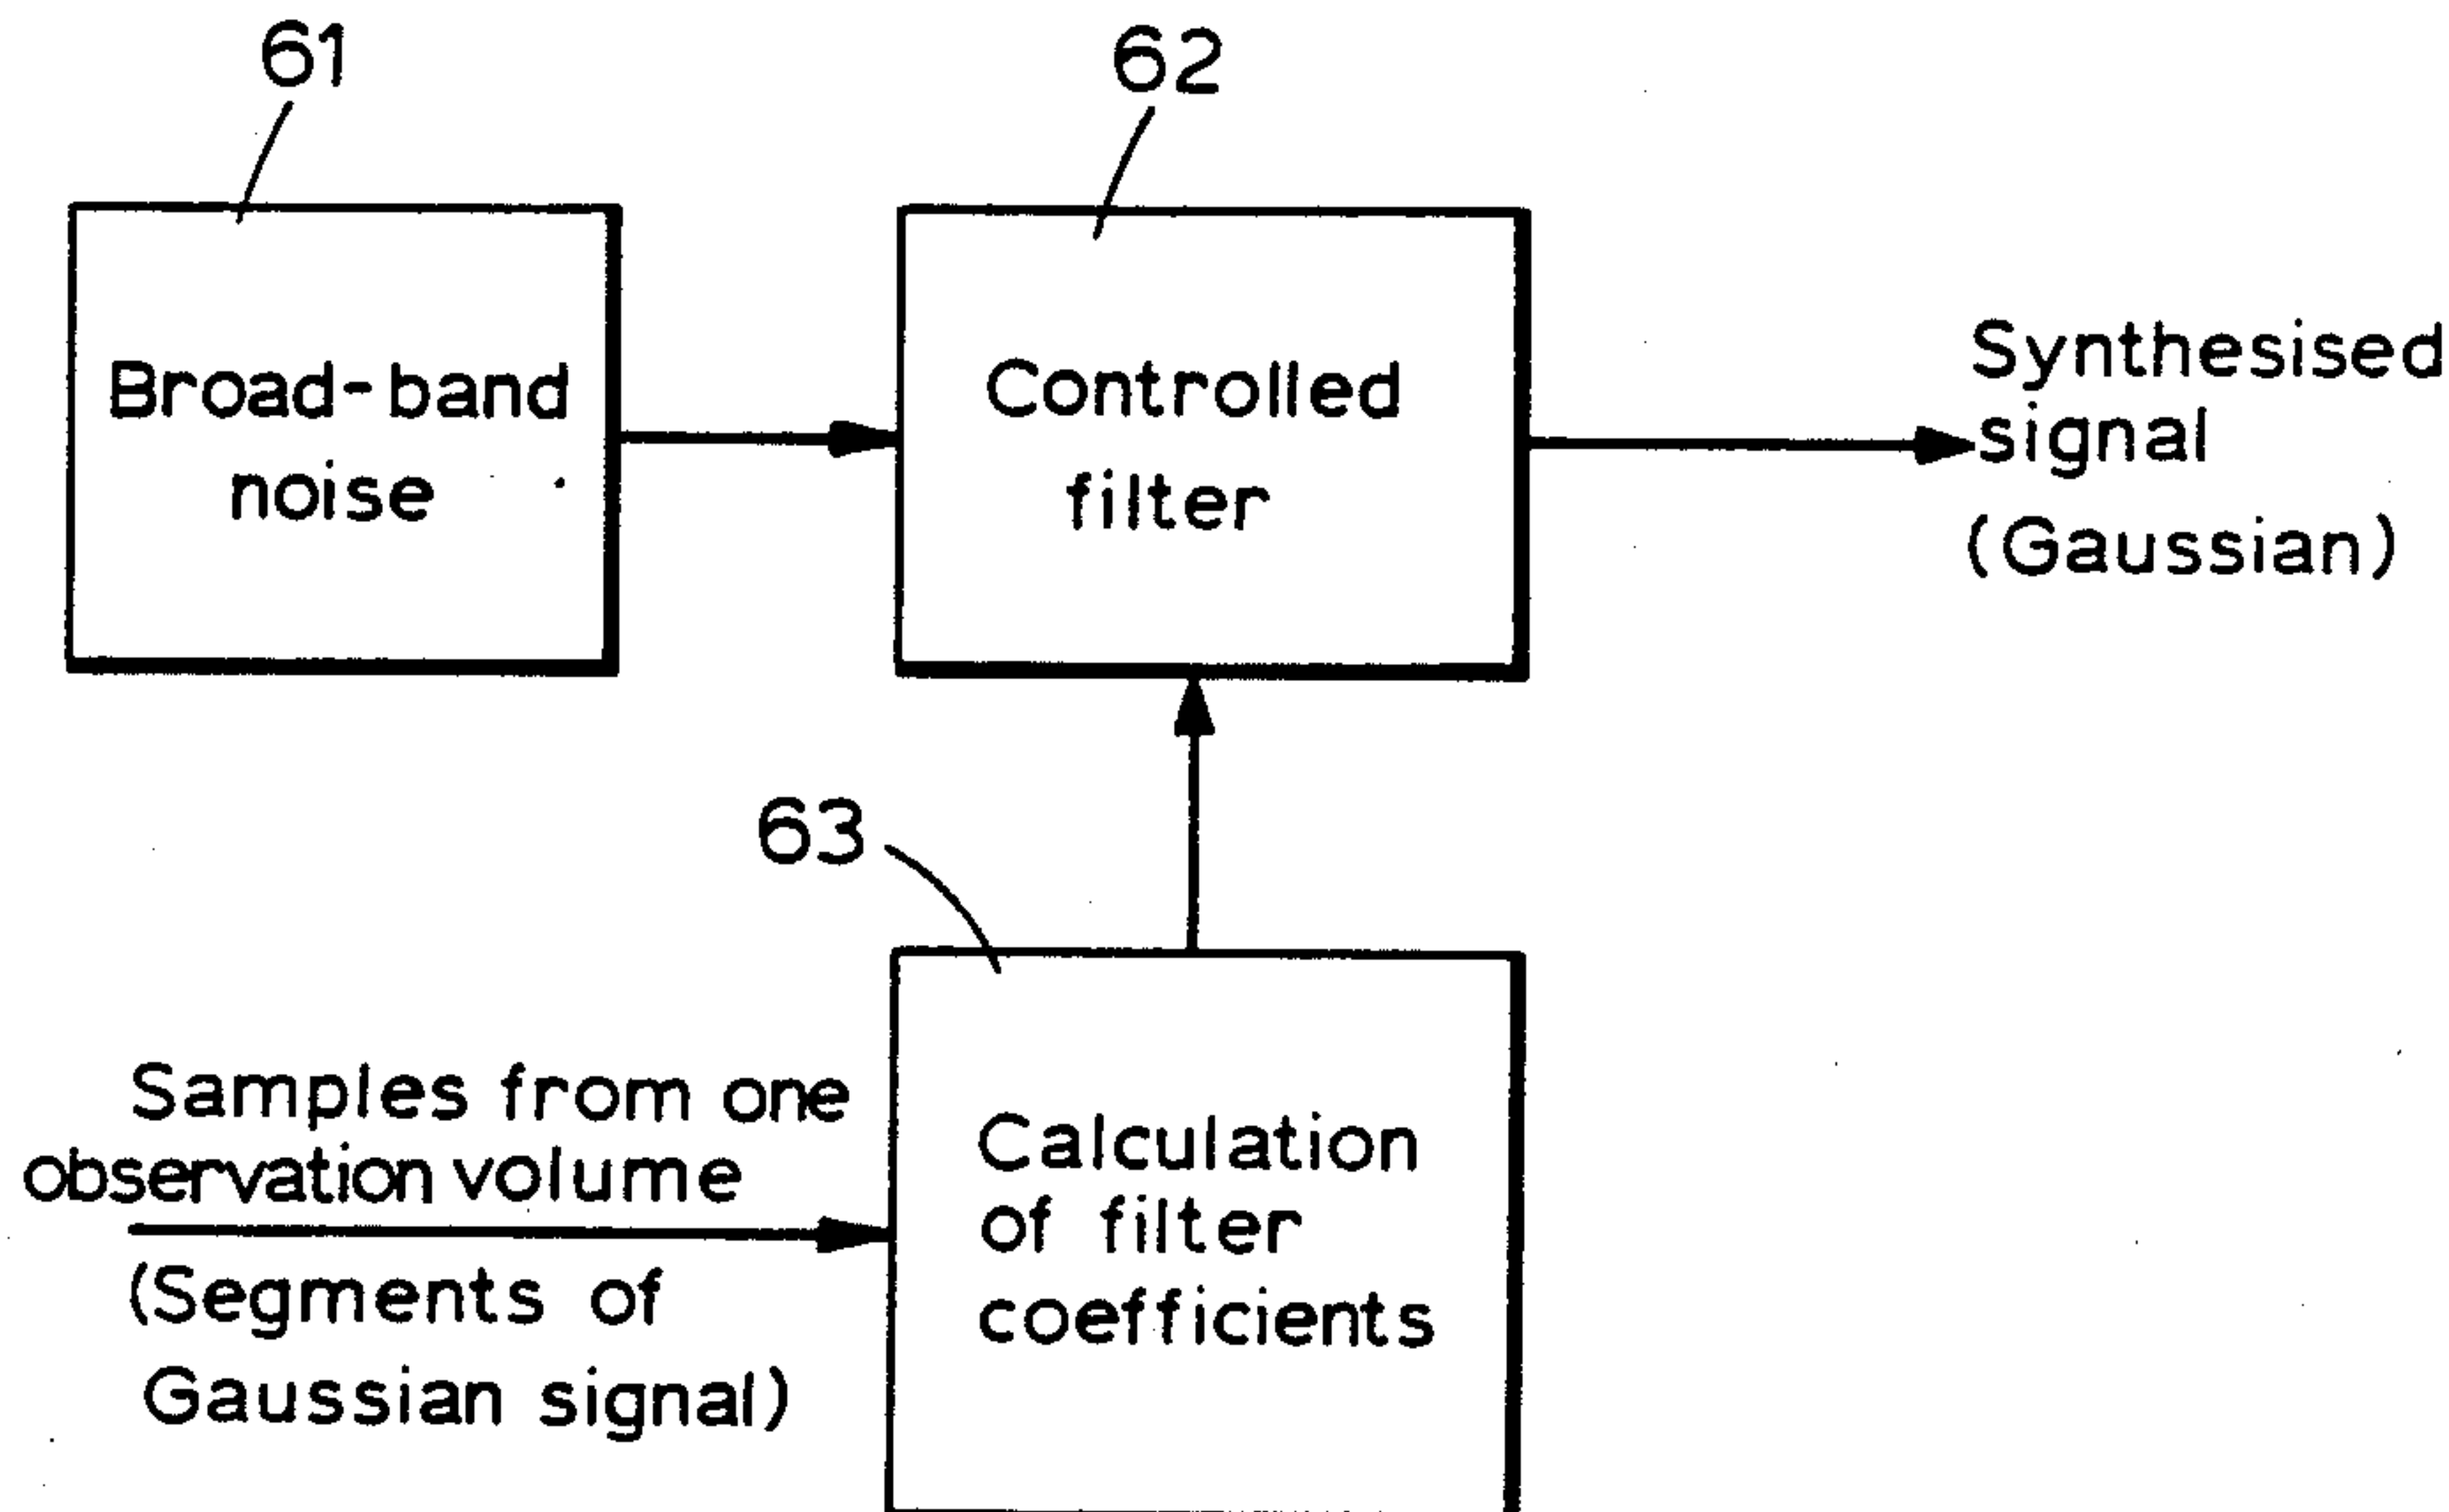 61
62
Broad-band
noise
Controlled
filter
Synthesised
signal
(Gaussian)
63
Samples from one
observation volume
(Segments of
Gaussian signal)
Calculation
of filter
coefficients